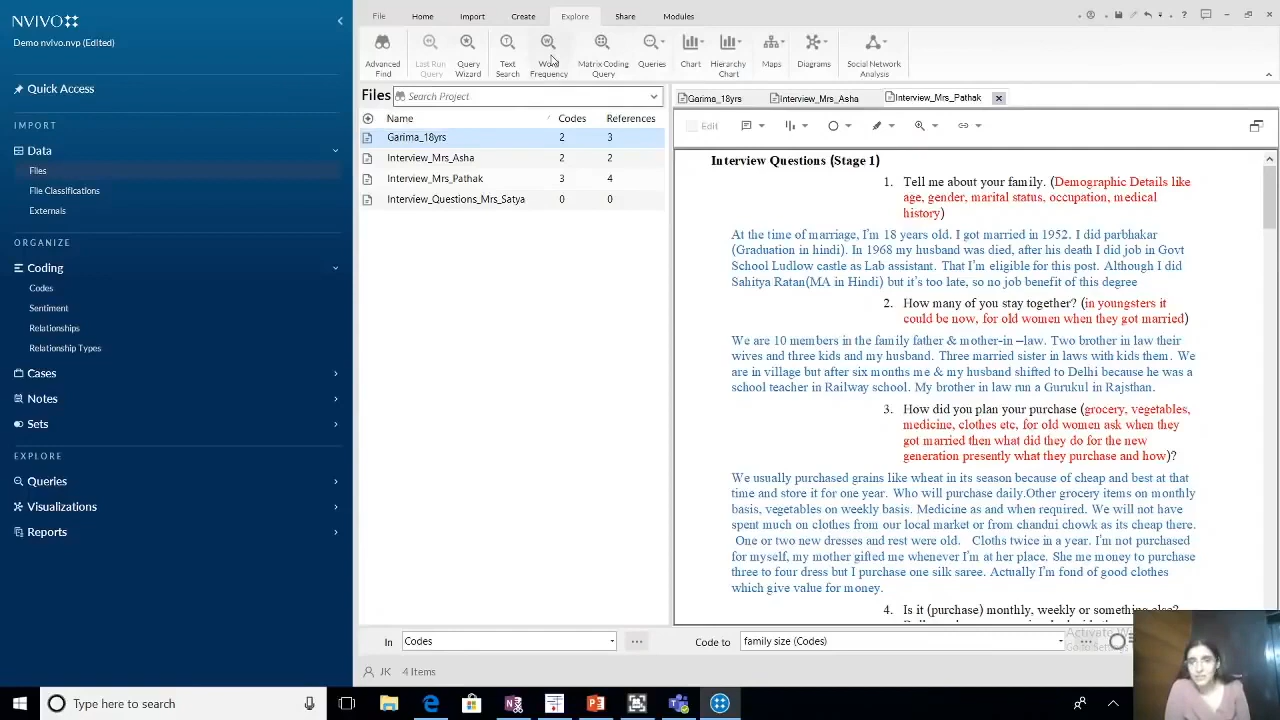 NVIVO
Demo nvivo.nvp (Edited)
Quick Access
IMPORT
Data
Files
File Classifications
Externals
ORGANIZE
Coding
Codes
Sentiment
Relationships
Relationship Types
Cases
Notes
Sets
EXPLORE
Queries
Visualizations
Reports
File Home Import Create Explore Share Modules
Advanced Find
Last Run Query
Query Wizard
Text Search
Word Frequency
Matrix Coding Query
Queries
Chart
Hierarchy Chart
Maps
Diagrams
Social Network Analysis
Files Search Project
Name Codes References
Garima_18yrs 2 3
Interview_Mrs_Asha 2 2
Interview_Mrs_Pathak 3 4
Interview_Questions_Mrs_Satya 0 0
Garima_18yrs Interview_Mrs_Asha Interview_Mrs_Pathak
Edit
Interview Questions (Stage 1)
1. Tell me about your family. (Demographic Details like
age, gender, marital status, occupation, medical
history)
At the time of marriage, I'm 18 years old. I got married in 1952. I did parbhakar
(Graduation in hindi). In 1968 my husband was died, after his death I did job in Govt
School Ludlow castle as Lab assistant. That I'm eligible for this post. Although I did
Sahitya Ratan(MA in Hindi) but it's too late, so no job benefit of this degree
2. How many of you stay together? (in youngsters it
could be now, for old women when they got married)
We are 10 members in the family father & mother-in –law. Two brother in law their
wives and three kids and my husband. Three married sister in laws with kids them. We
are in village but after six months me & my husband shifted to Delhi because he was a
school teacher in Railway school. My brother in law run a Gurukul in Rajsthan.
3. How did you plan your purchase (grocery, vegetables,
medicine, clothes etc, for old women ask when they
got married then what did they do for the new
generation presently what they purchase and how)?
We usually purchased grains like wheat in its season because of cheap and best at that
time and store it for one year. Who will purchase daily.Other grocery items on monthly
basis, vegetables on weekly basis. Medicine as and when required. We will not have
spent much on clothes from our local market or from chandni chowk as its cheap there.
One or two new dresses and rest were old. Cloths twice in a year. I'm not purchased
for myself, my mother gifted me whenever I'm at her place. She me money to purchase
three to four dress but I purchase one silk saree. Actually I'm fond of good clothes
which give value for money.
4. Is it (purchase) monthly, weekly or something else?
In Codes
Code to family size (Codes)
JK 4 Items
Type here to search